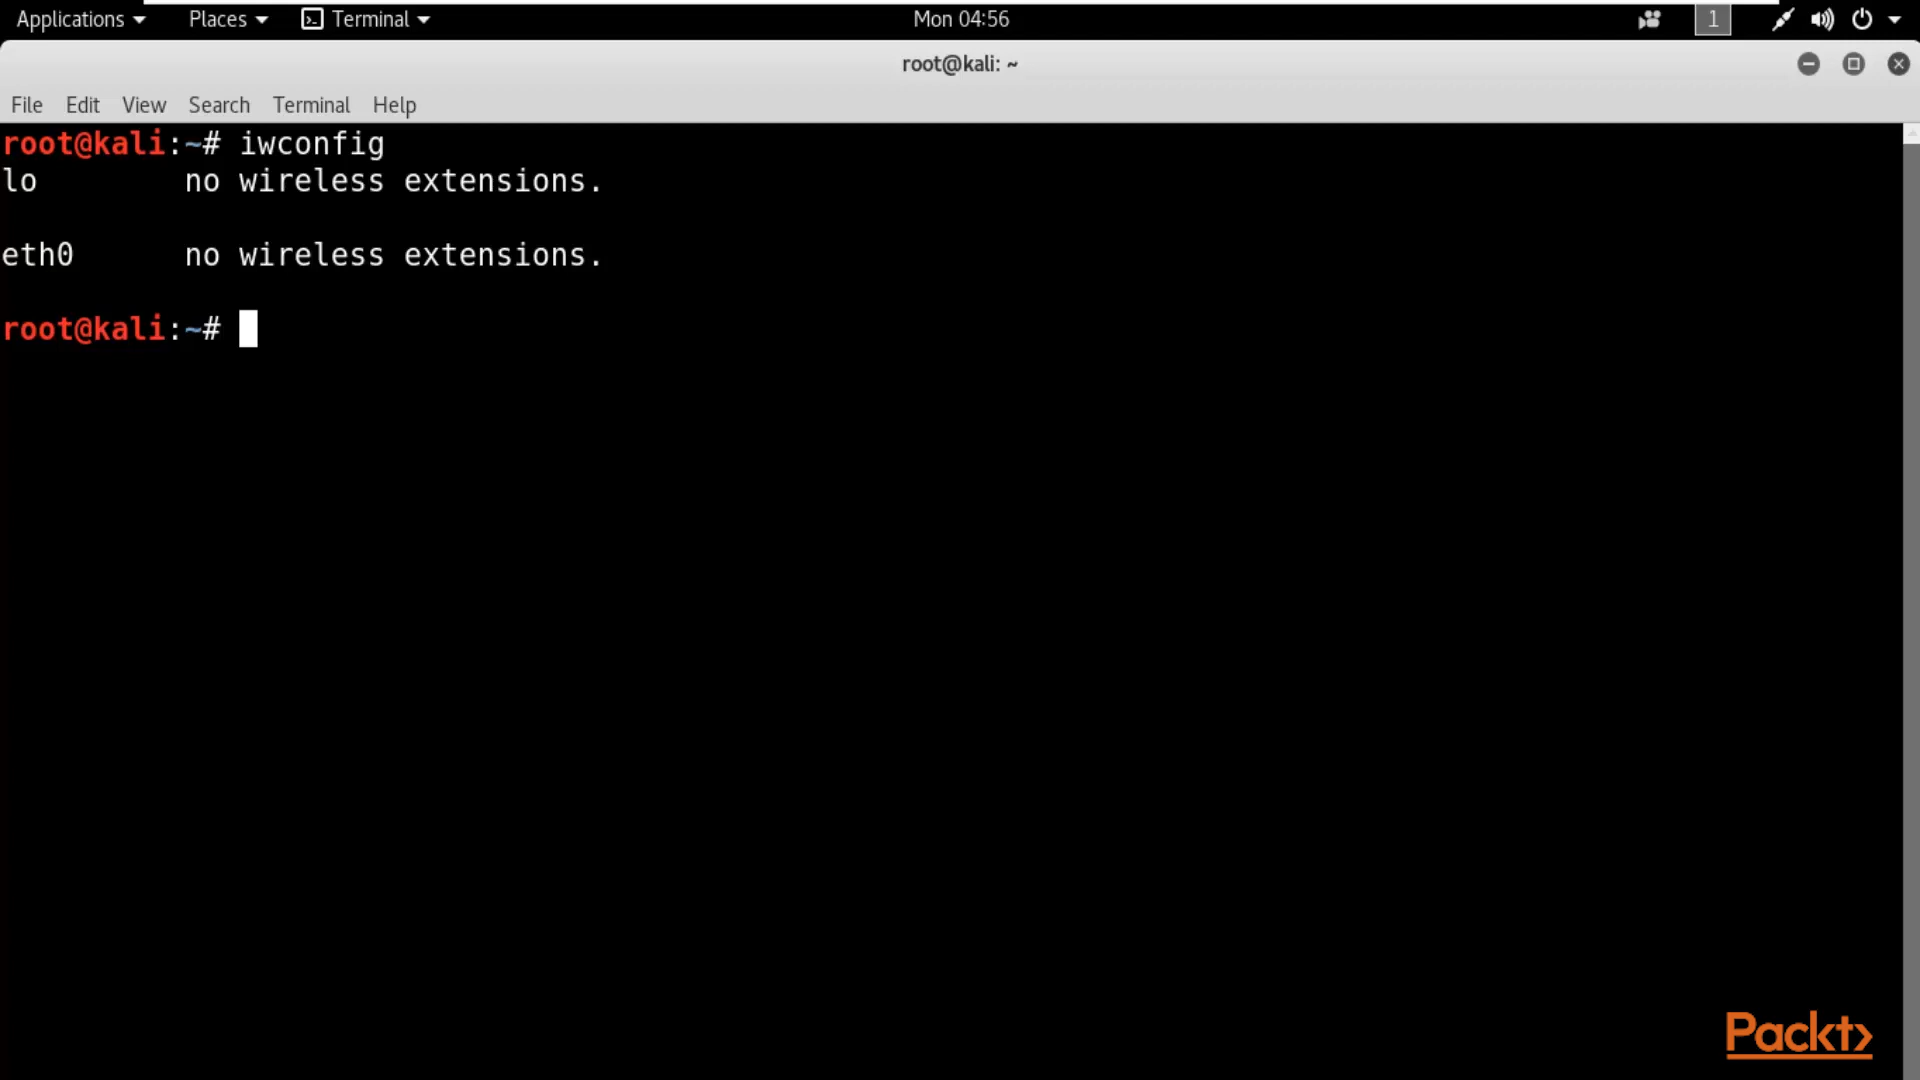 Applications Places Terminal Mon 04:56 1
root@kali: ~
File Edit View Search Terminal Help
root@kali:~# iwconfig
lo        no wireless extensions.
eth0      no wireless extensions.
root@kali:~#
Packt>